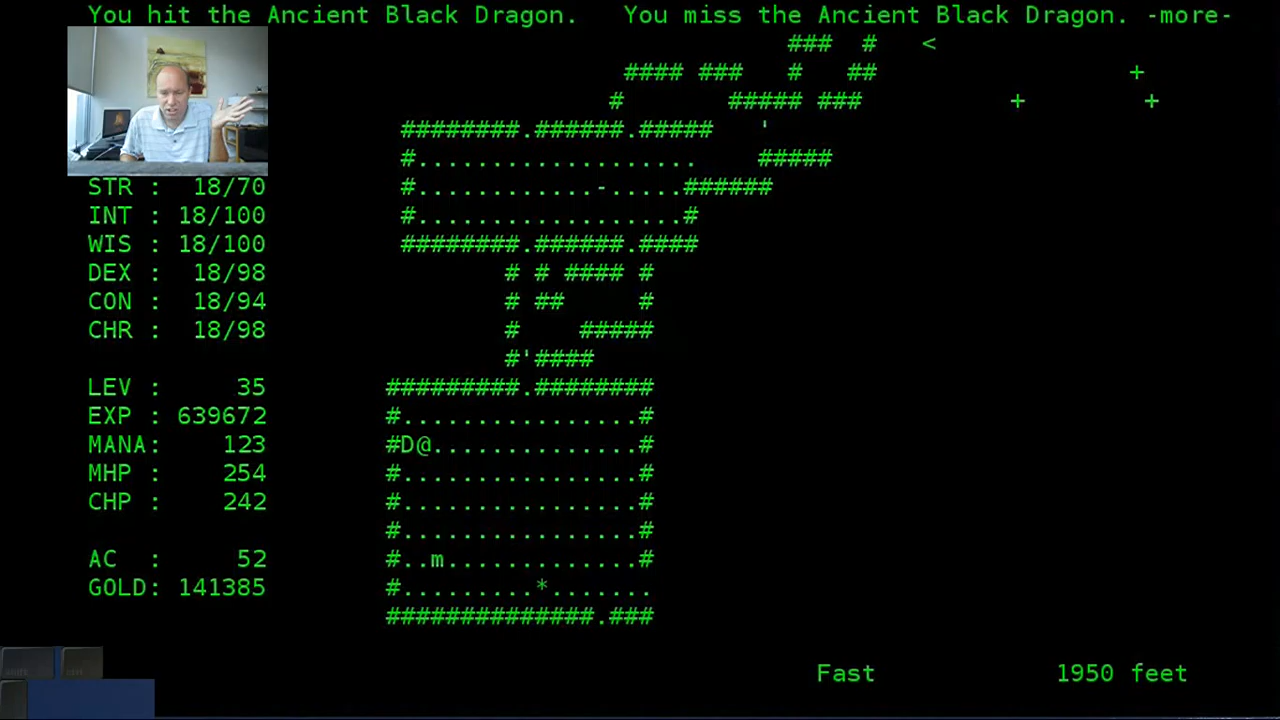 You hit the Ancient Black Dragon.   You miss the Ancient Black Dragon. -more-
### # <
#### ### # ## +
# ##### ### + +
########.######.##### '
#................... #####
STR : 18/70 #............-.....######
INT : 18/100 #..................#
WIS : 18/100 ########.######.####
DEX : 18/98 # # #### #
CON : 18/94 # ## #
CHR : 18/98 # #####
#'####
LEV : 35 #########.########
EXP : 639672 #................#
MANA: 123 #D@..............#
MHP : 254 #................#
CHP : 242 #................#
#................#
AC : 52 #..m.............#
GOLD: 141385 #.........*.......
##############.###
Fast 1950 feet